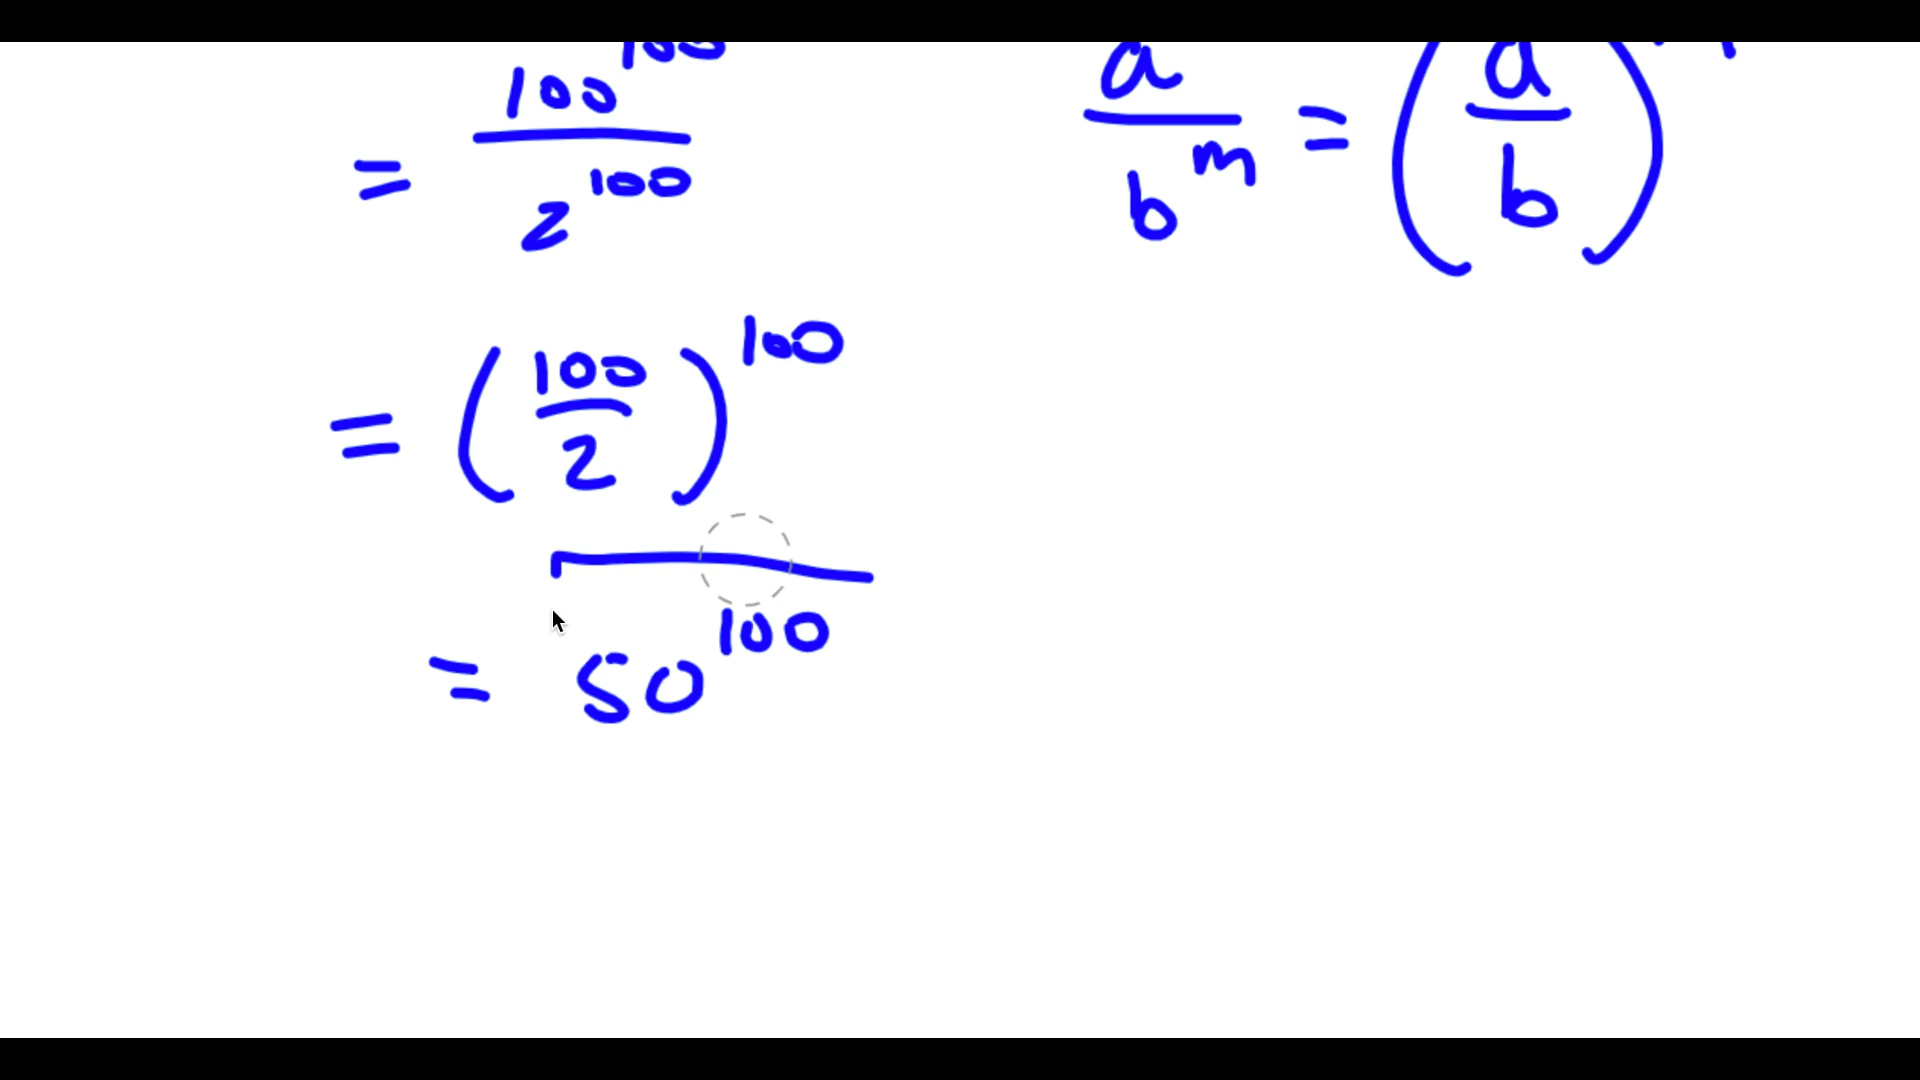 = 100^100 / 2^100
a / b^m = (a / b)
= (100 / 2)^100
= 50^100